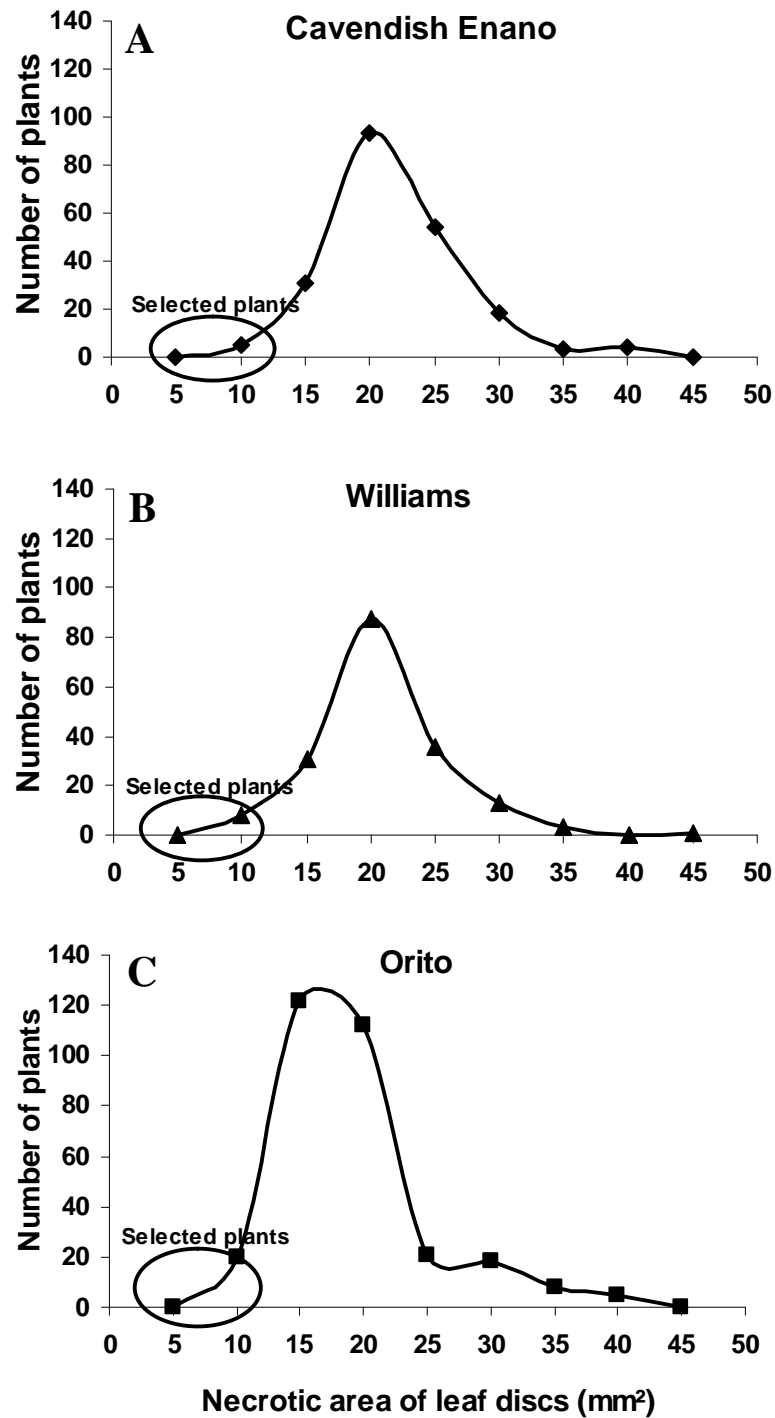 A
Cavendish Enano
Number of plants
140
120
100
80
60
40
20
0
Selected plants
0 5 10 15 20 25 30 35 40 45 50
B
Williams
Number of plants
140
120
100
80
60
40
20
0
Selected plants
0 5 10 15 20 25 30 35 40 45 50
C
Orito
Number of plants
140
120
100
80
60
40
20
0
Selected plants
0 5 10 15 20 25 30 35 40 45 50
Necrotic area of leaf discs (mm²)